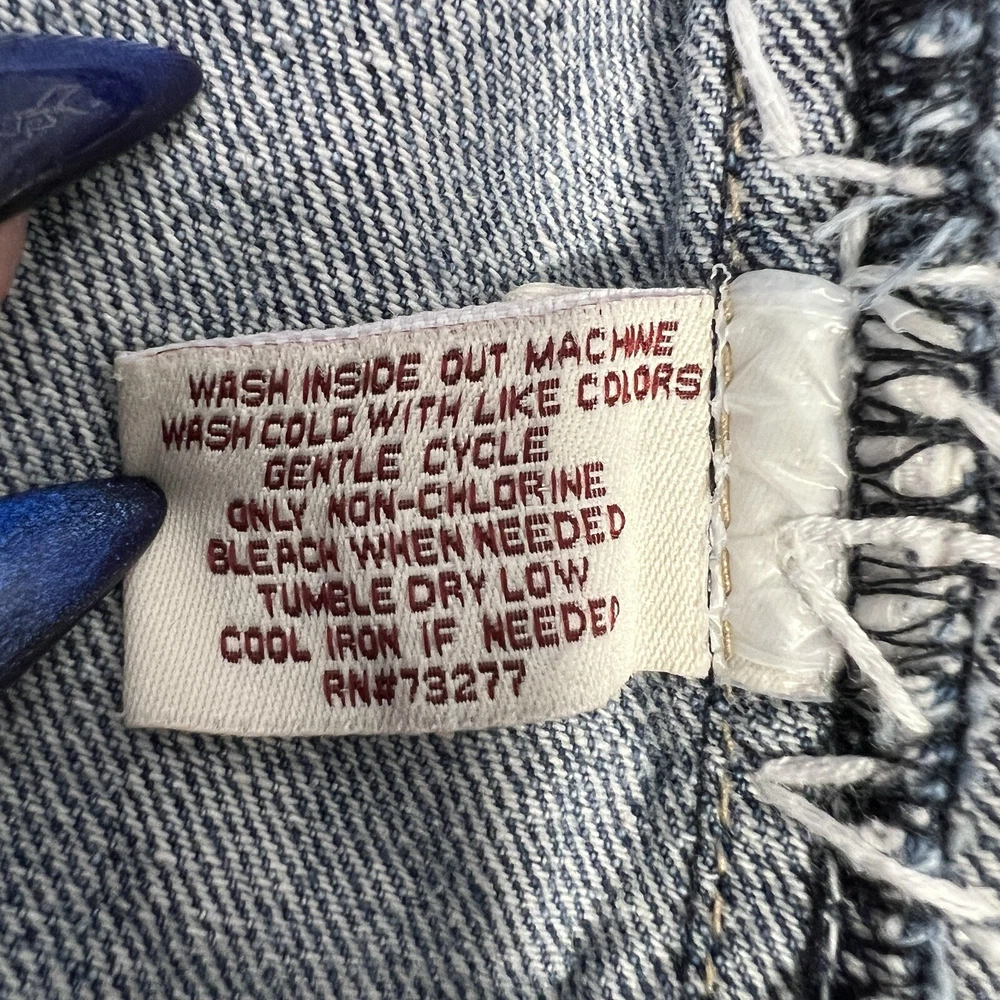 WASH INSIDE OUT MACHINE
WASH COLD WITH LIKE COLORS
GENTLE CYCLE
ONLY NON-CHLORINE
BLEACH WHEN NEEDED
TUMBLE DRY LOW
COOL IRON IF NEEDED
RN#73277